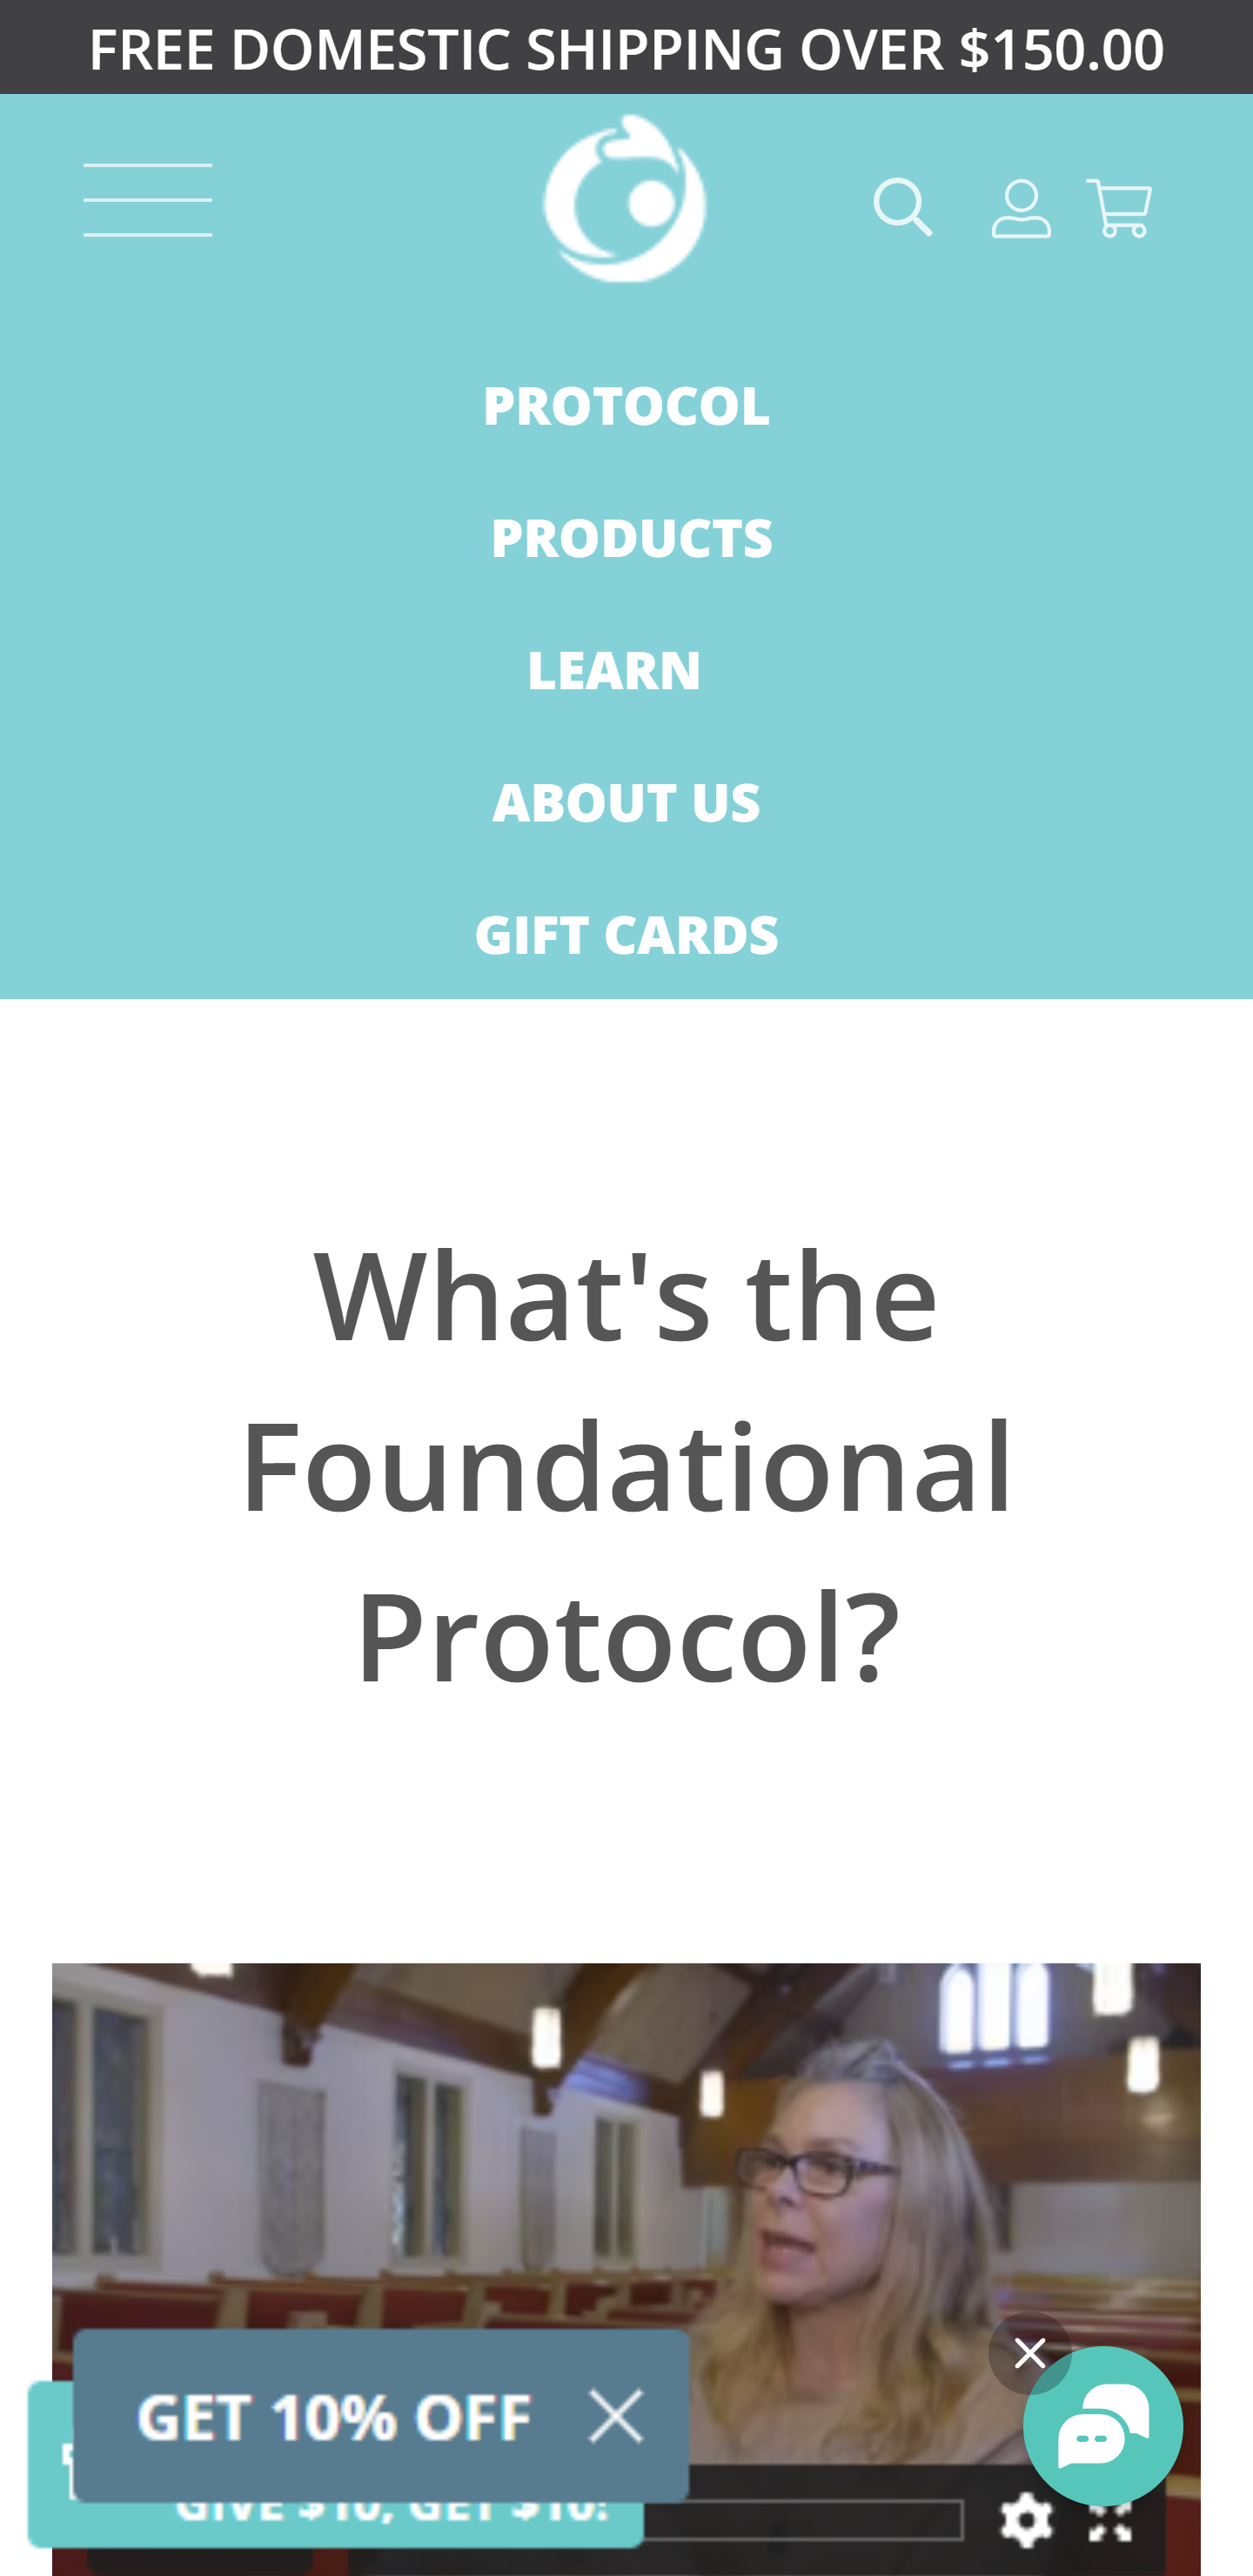 FREE DOMESTIC SHIPPING OVER $150.00
PROTOCOL
PRODUCTS
LEARN
ABOUT US
GIFT CARDS
What's the
Foundational
Protocol?
GET 10% OFF
GIVE $10, GET $10!